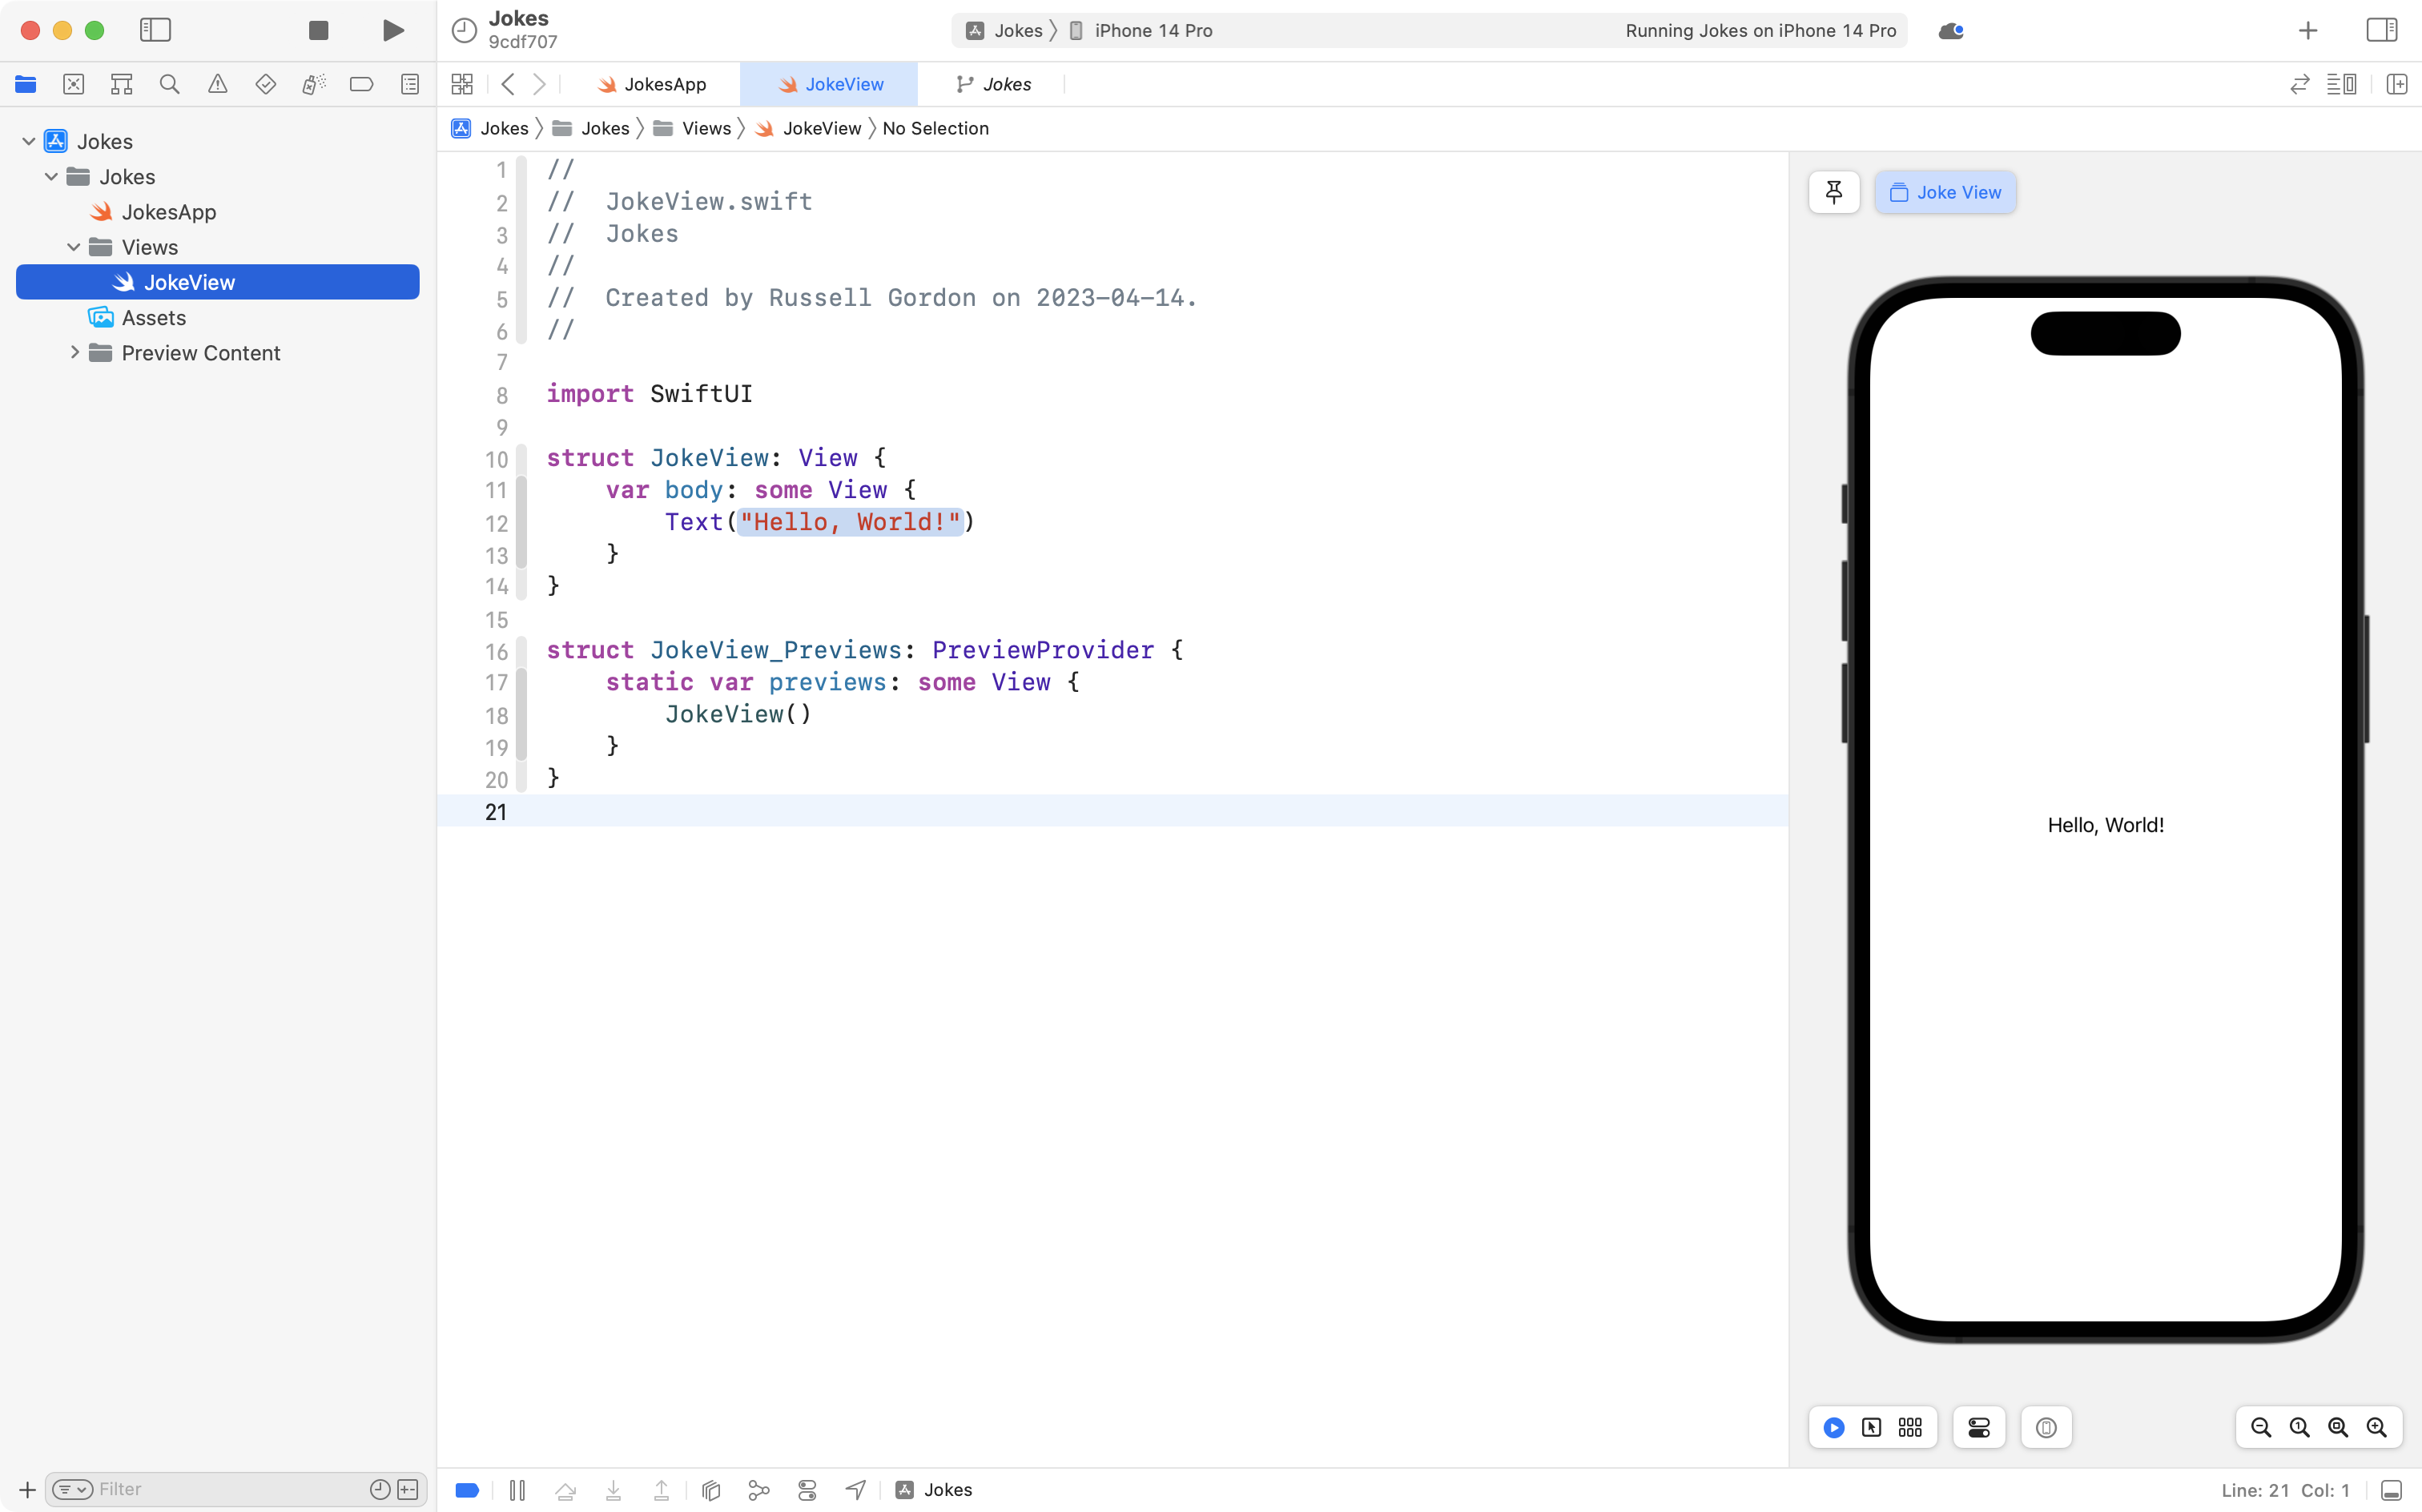 Jokes
9cdf707
Jokes
iPhone 14 Pro
Running Jokes on iPhone 14 Pro
JokesApp
JokeView
Jokes
Jokes
Jokes
Views
JokeView
No Selection
Jokes
Jokes
JokesApp
Views
JokeView
Assets
Preview Content
1 //
2 //  JokeView.swift
3 //  Jokes
4 //
5 //  Created by Russell Gordon on 2023-04-14.
6 //
7
8 import SwiftUI
9
10 struct JokeView: View {
11     var body: some View {
12         Text("Hello, World!")
13     }
14 }
15
16 struct JokeView_Previews: PreviewProvider {
17     static var previews: some View {
18         JokeView()
19     }
20 }
21
Joke View
Hello, World!
Filter
Jokes
Line: 21  Col: 1